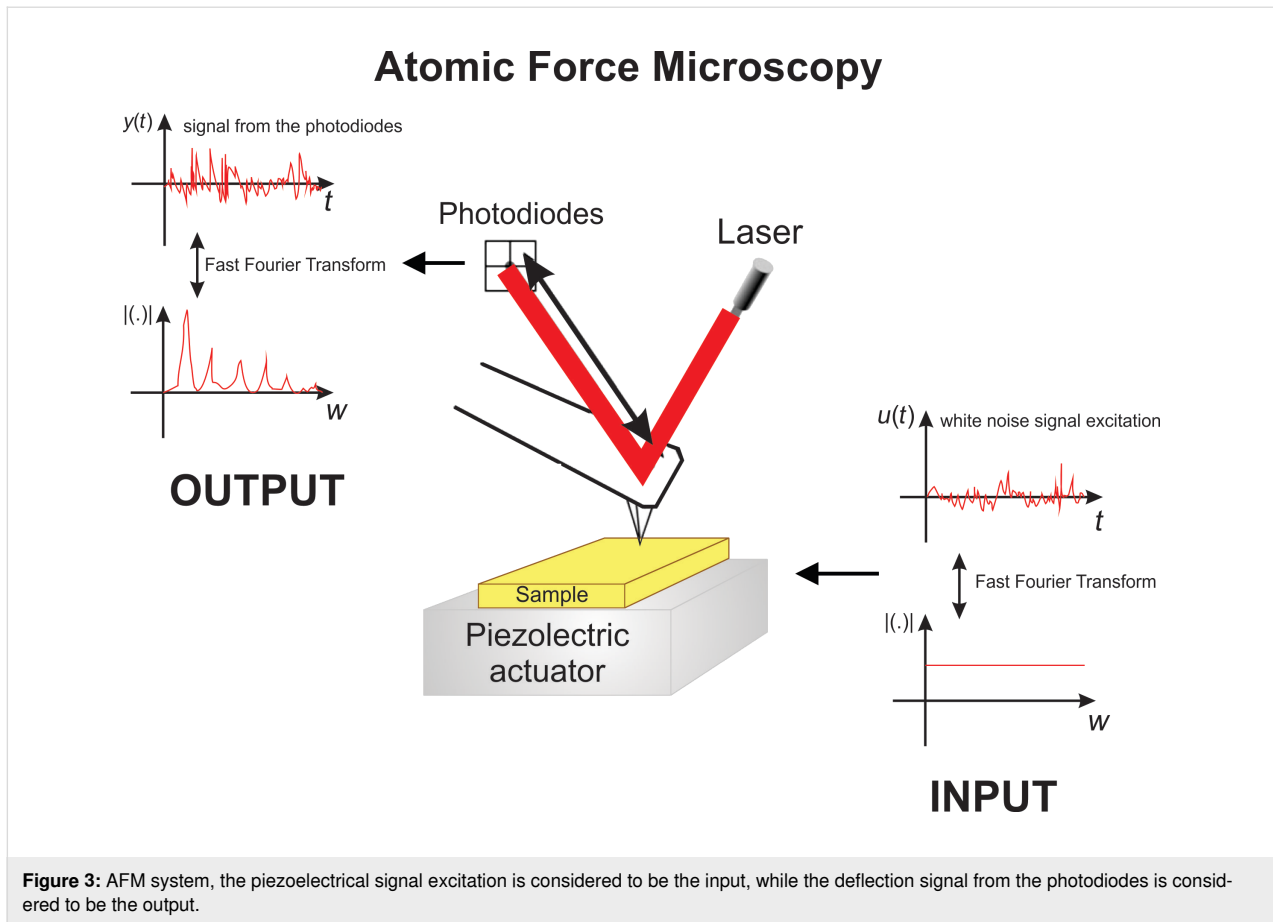 Atomic Force Microscopy
y(t)
signal from the photodiodes
t
Fast Fourier Transform
|(.)|
w
OUTPUT
Photodiodes
Laser
Sample
Piezolectric
actuator
u(t)
white noise signal excitation
t
Fast Fourier Transform
|(.)|
w
INPUT
Figure 3: AFM system, the piezoelectrical signal excitation is considered to be the input, while the deflection signal from the photodiodes is consid-
ered to be the output.